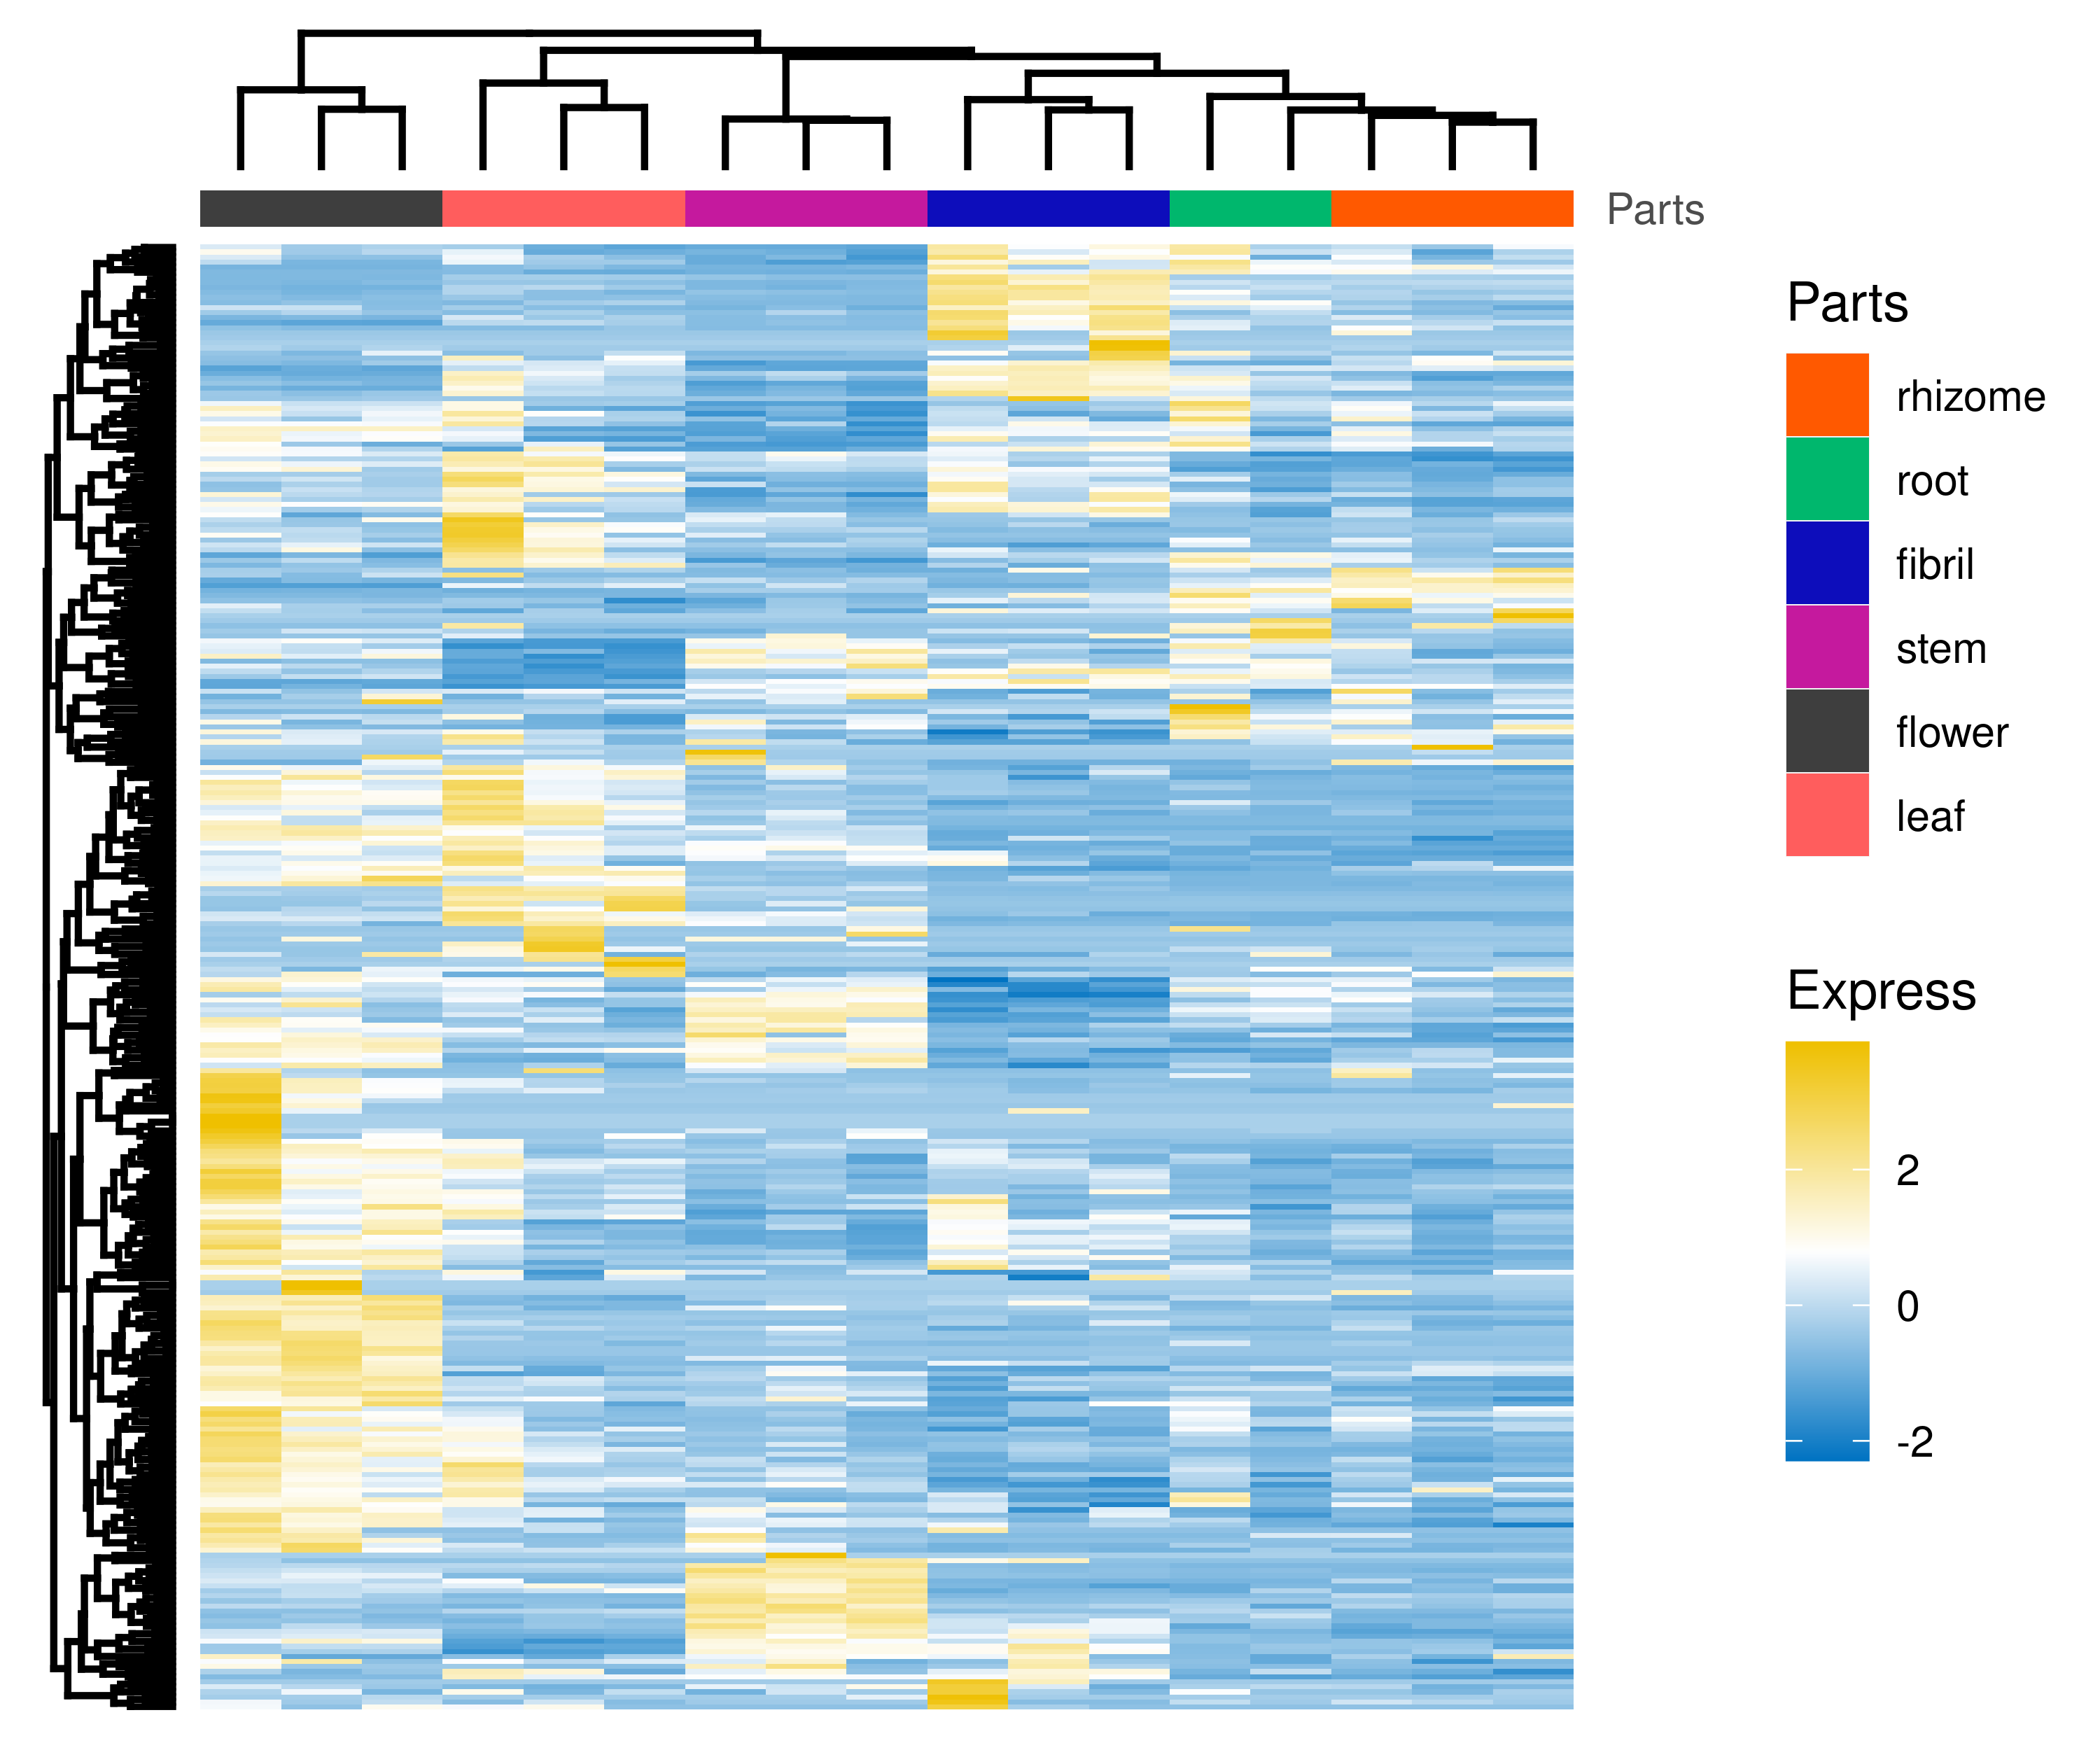 Parts
Parts
rhizome
root
fibril
stem
flower
leaf
Express
2
0
-2